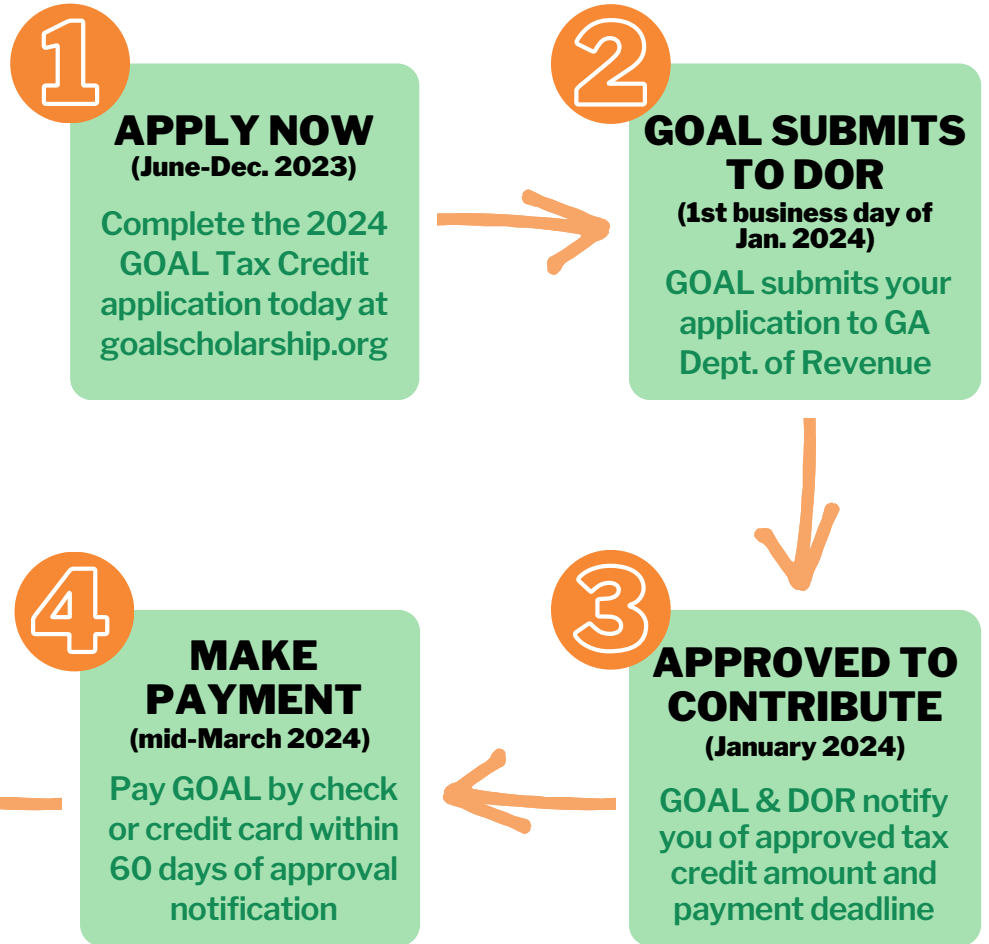 1
APPLY NOW
(June-Dec. 2023)
Complete the 2024
GOAL Tax Credit
application today at
goalscholarship.org
2
GOAL SUBMITS
TO DOR
(1st business day of
Jan. 2024)
GOAL submits your
application to GA
Dept. of Revenue
3
APPROVED TO
CONTRIBUTE
(January 2024)
GOAL & DOR notify
you of approved tax
credit amount and
payment deadline
4
MAKE
PAYMENT
(mid-March 2024)
Pay GOAL by check
or credit card within
60 days of approval
notification